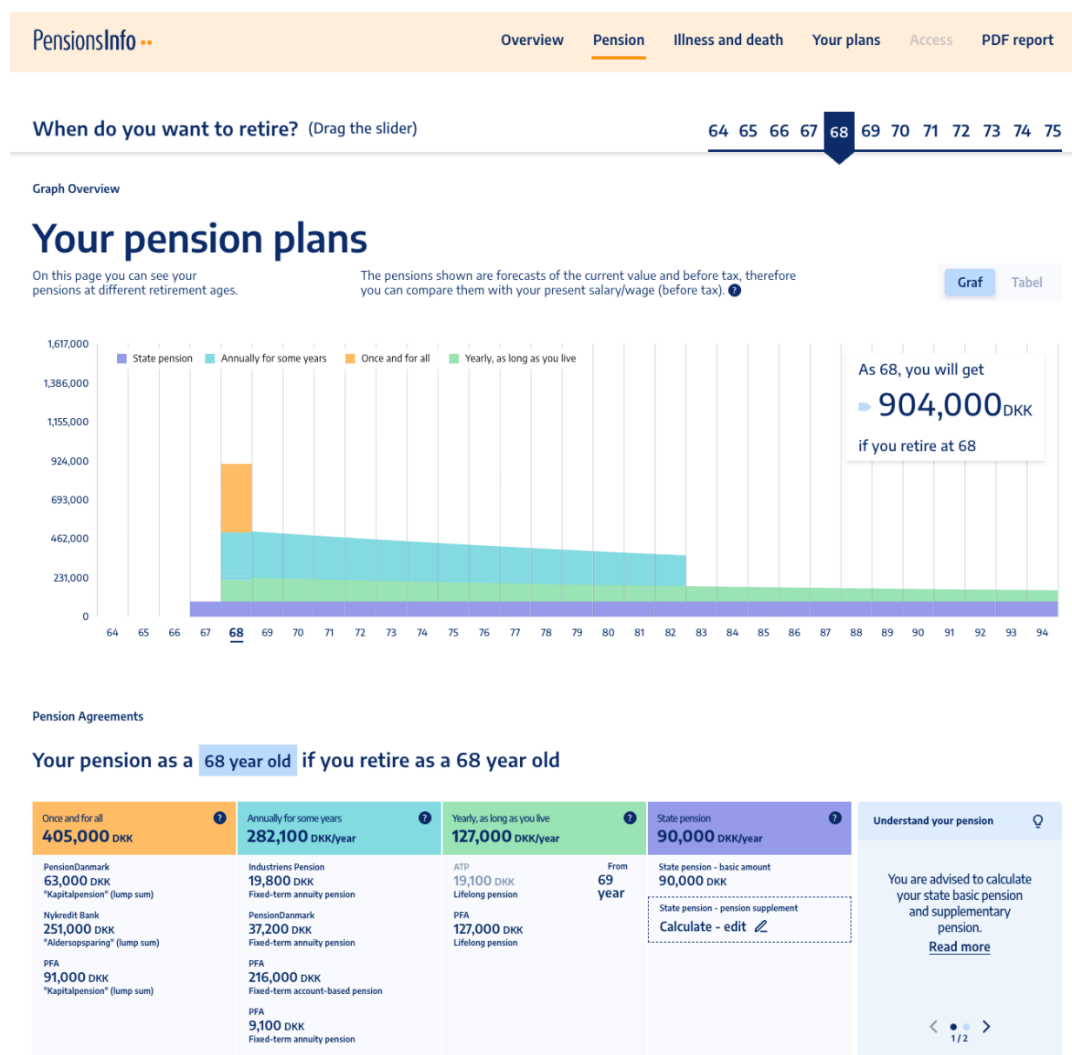 PensionsInfo
Overview Pension Illness and death Your plans Access PDF report
When do you want to retire? (Drag the slider)
64 65 66 67 68 69 70 71 72 73 74 75
Graph Overview
Your pension plans
On this page you can see your
pensions at different retirement ages.
The pensions shown are forecasts of the current value and before tax, therefore
you can compare them with your present salary/wage (before tax). ?
Graf Tabel
State pension Annually for some years Once and for all Yearly, as long as you live
As 68, you will get
904,000 DKK
if you retire at 68
1,617,000
1,386,000
1,155,000
924,000
693,000
462,000
231,000
0
64 65 66 67 68 69 70 71 72 73 74 75 76 77 78 79 80 81 82 83 84 85 86 87 88 89 90 91 92 93 94
Pension Agreements
Your pension as a 68 year old if you retire as a 68 year old
Once and for all ?
405,000 DKK
PensionDanmark
63,000 DKK
"Kapitalpension" (lump sum)
Nykredit Bank
251,000 DKK
"Aldersopsparing" (lump sum)
PFA
91,000 DKK
"Kapitalpension" (lump sum)
Annually for some years ?
282,100 DKK/year
Industriens Pension
19,800 DKK
Fixed-term annuity pension
PensionDanmark
37,200 DKK
Fixed-term annuity pension
PFA
216,000 DKK
Fixed-term account-based pension
PFA
9,100 DKK
Fixed-term annuity pension
Yearly, as long as you live ?
127,000 DKK/year
ATP
19,100 DKK
Lifelong pension
From
69
year
PFA
127,000 DKK
Lifelong pension
State pension ?
90,000 DKK/year
State pension - basic amount
90,000 DKK
State pension - pension supplement
Calculate - edit
Understand your pension
You are advised to calculate
your state basic pension
and supplementary
pension.
Read more
1/2